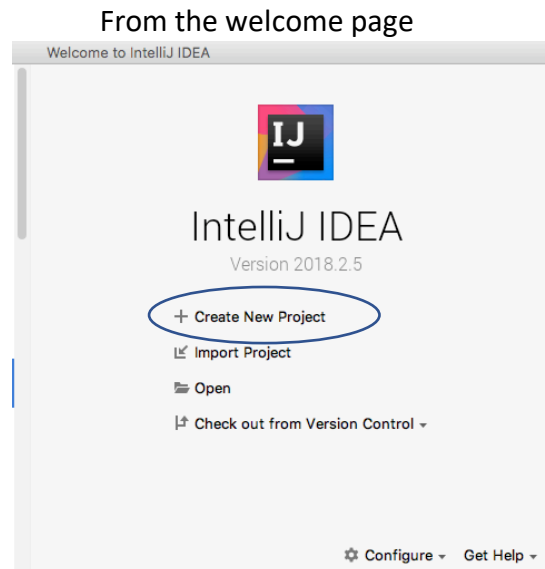 From the welcome page
Welcome to IntelliJ IDEA
IJ
IntelliJ IDEA
Version 2018.2.5
Create New Project
Import Project
Open
Check out from Version Control
Configure Get Help